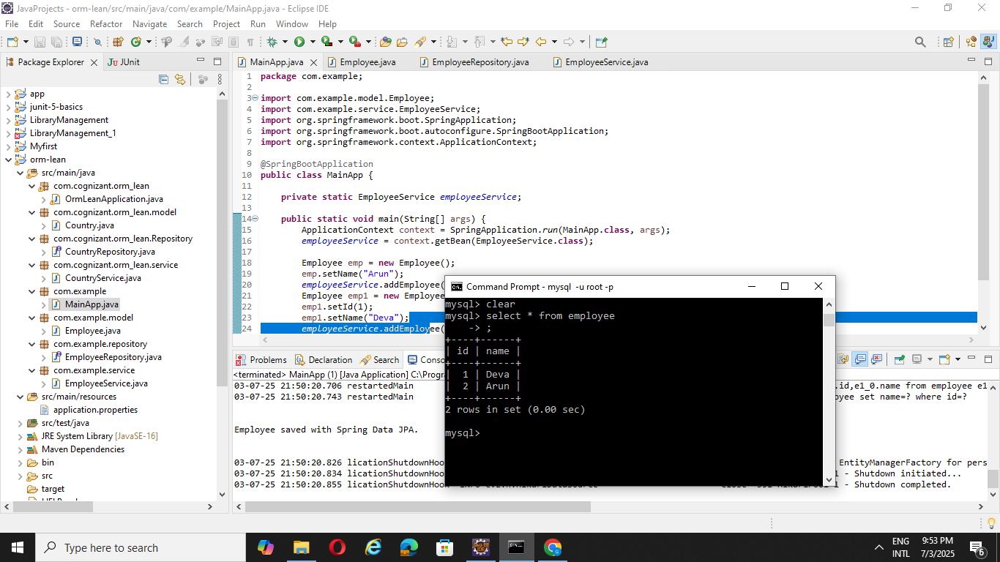 JavaProjects - orm-lean/src/main/java/com/example/MainApp.java - Eclipse IDE
File Edit Source Refactor Navigate Search Project Run Window Help
Package Explorer
JUnit
app
junit-5-basics
LibraryManagement
LibraryManagement_1
Myfirst
orm-lean
src/main/java
com.cognizant.orm_lean
OrmLeanApplication.java
com.cognizant.orm_lean.model
Country.java
com.cognizant.orm_lean.Repository
CountryRepository.java
com.cognizant.orm_lean.service
CountryService.java
com.example
MainApp.java
com.example.model
Employee.java
com.example.repository
EmployeeRepository.java
com.example.service
EmployeeService.java
src/main/resources
application.properties
src/test/java
JRE System Library [JavaSE-16]
Maven Dependencies
bin
src
target
MainApp.java Employee.java EmployeeRepository.java EmployeeService.java
1 package com.example;
2
3 import com.example.model.Employee;
4 import com.example.service.EmployeeService;
5 import org.springframework.boot.SpringApplication;
6 import org.springframework.boot.autoconfigure.SpringBootApplication;
7 import org.springframework.context.ApplicationContext;
8
9 @SpringBootApplication
10 public class MainApp {
11
12 private static EmployeeService employeeService;
13
14 public static void main(String[] args) {
15 ApplicationContext context = SpringApplication.run(MainApp.class, args);
16 employeeService = context.getBean(EmployeeService.class);
17
18 Employee emp = new Employee();
19 emp.setName("Arun");
20 employeeService.addEmployee(
21 Employee emp1 = new Employee
22 emp1.setId(1);
23 emp1.setName("Deva");
24 employeeService.addEmployee(
Problems Declaration Search Conso
<terminated> MainApp (1) [Java Application] C:\Progr
03-07-25 21:50:20.706 restartedMain .id,e1_0.name from employee e1
03-07-25 21:50:20.743 restartedMain yee set name=? where id=?
Employee saved with Spring Data JPA.
03-07-25 21:50:20.826 licationShutdownHoo EntityManagerFactory for pers
03-07-25 21:50:20.834 licationShutdownHoo 1 - Shutdown initiated...
03-07-25 21:50:20.855 licationShutdownHoo 1 - Shutdown completed.
Command Prompt - mysql -u root -p
mysql> clear
mysql> select * from employee
-> ;
+----+------+
| id | name |
+----+------+
| 1 | Deva |
| 2 | Arun |
+----+------+
2 rows in set (0.00 sec)
mysql>
Type here to search
ENG
INTL
9:53 PM
7/3/2025
6